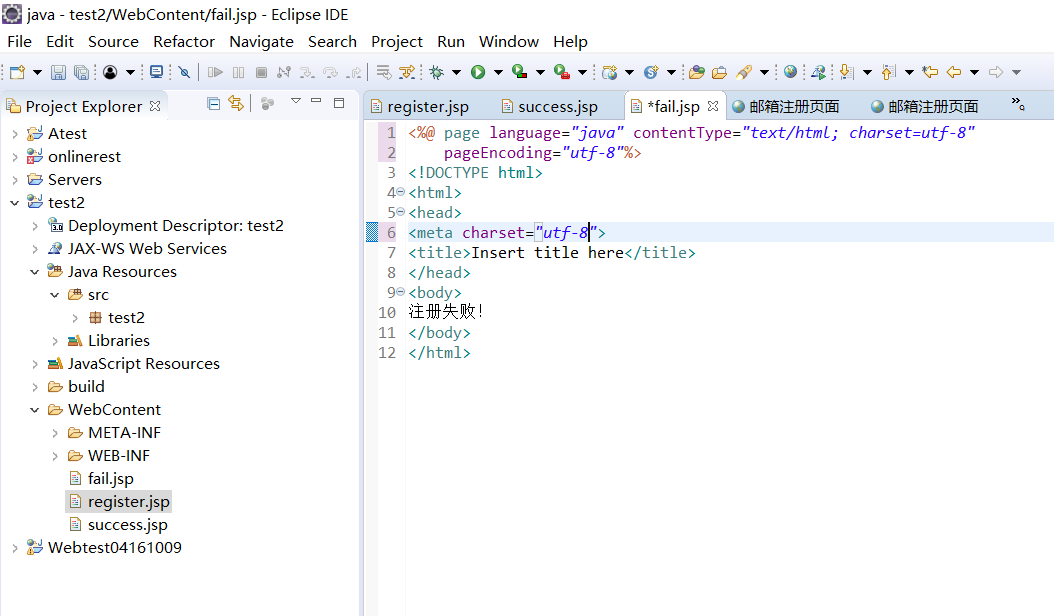 java - test2/WebContent/fail.jsp - Eclipse IDE
File Edit Source Refactor Navigate Search Project Run Window Help
Project Explorer
register.jsp success.jsp *fail.jsp 邮箱注册页面 邮箱注册页面 »6
Atest
onlinerest
Servers
test2
Deployment Descriptor: test2
JAX-WS Web Services
Java Resources
src
test2
Libraries
JavaScript Resources
build
WebContent
META-INF
WEB-INF
fail.jsp
register.jsp
success.jsp
Webtest04161009
1 <%@ page language="java" contentType="text/html; charset=utf-8"
2 pageEncoding="utf-8"%>
3 <!DOCTYPE html>
4 <html>
5 <head>
6 <meta charset="utf-8">
7 <title>Insert title here</title>
8 </head>
9 <body>
10 注册失败!
11 </body>
12 </html>